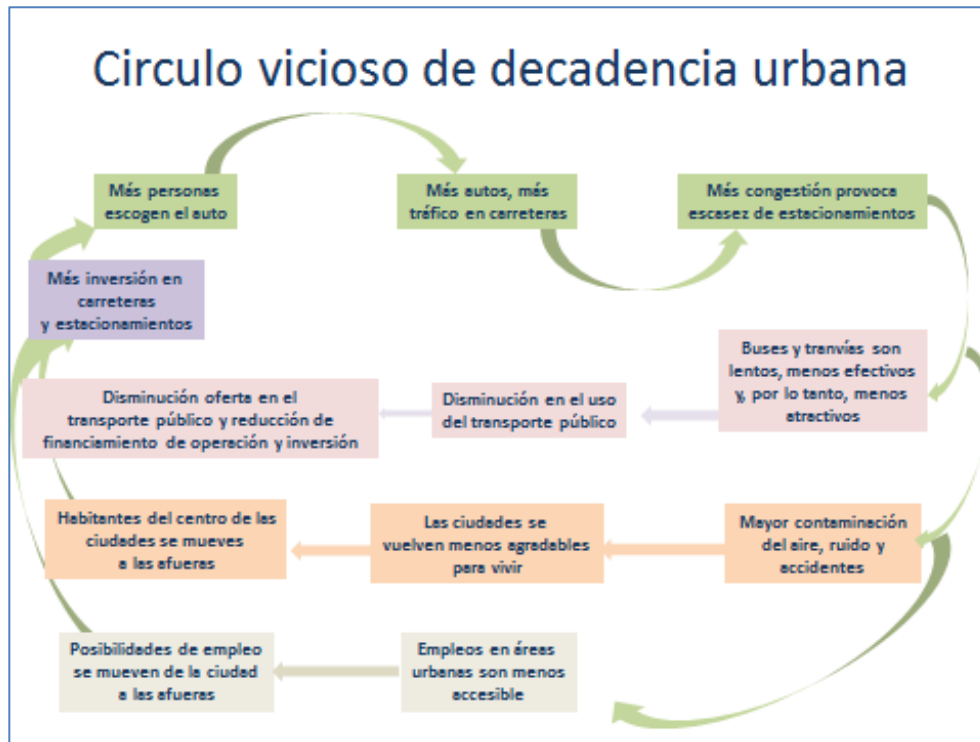 Circulo vicioso de decadencia urbana
Más personas
escogen el auto
Más autos, más
tráfico en carreteras
Más congestión provoca
escasez de estacionamientos
Más inversión en
carreteras
y estacionamientos
Buses y tranvías son
lentos, menos efectivos
y, por lo tanto, menos
atractivos
Disminución en el uso
del transporte público
Disminución oferta en el
transporte público y reducción de
financiamiento de operación y inversión
Habitantes del centro de las
ciudades se mueves
a las afueras
Las ciudades se
vuelven menos agradables
para vivir
Mayor contaminación
del aire, ruido y
accidentes
Posibilidades de empleo
se mueven de la ciudad
a las afueras
Empleos en áreas
urbanas son menos
accesible